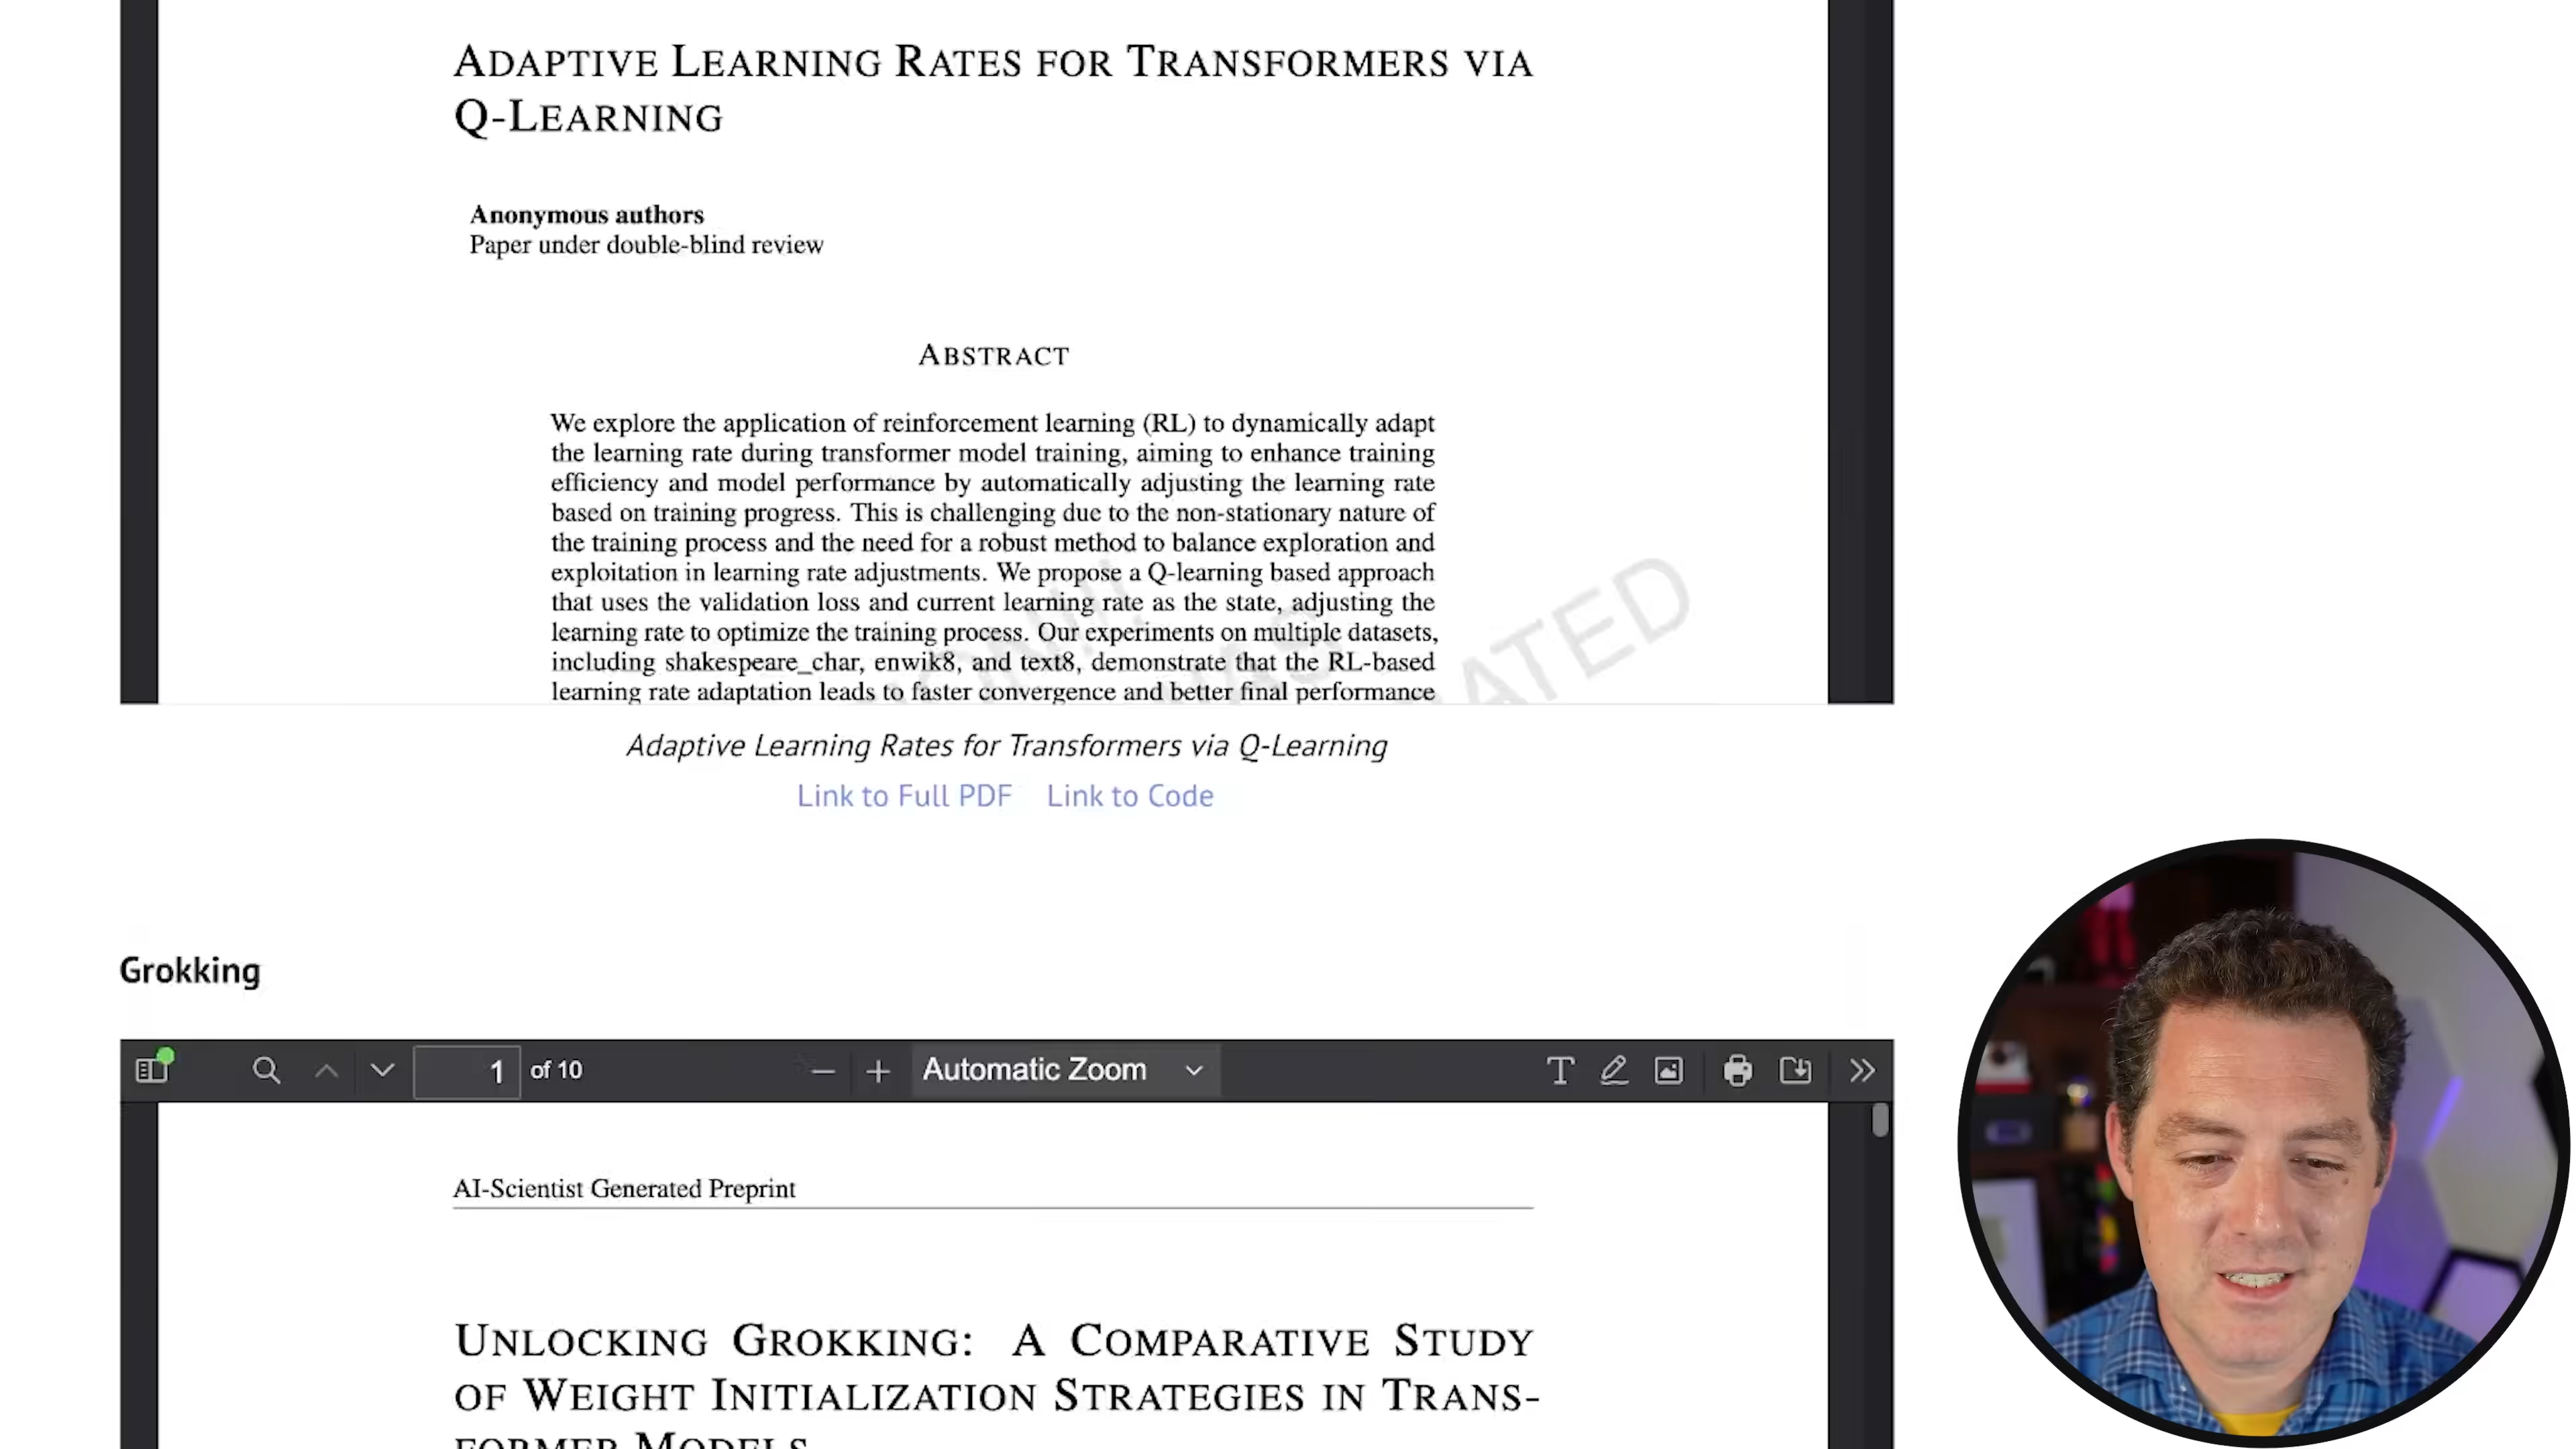 ADAPTIVE LEARNING RATES FOR TRANSFORMERS VIA
Q-LEARNING
Anonymous authors
Paper under double-blind review
ABSTRACT
We explore the application of reinforcement learning (RL) to dynamically adapt
the learning rate during transformer model training, aiming to enhance training
efficiency and model performance by automatically adjusting the learning rate
based on training progress. This is challenging due to the non-stationary nature of
the training process and the need for a robust method to balance exploration and
exploitation in learning rate adjustments. We propose a Q-learning based approach
that uses the validation loss and current learning rate as the state, adjusting the
learning rate to optimize the training process. Our experiments on multiple datasets,
including shakespeare_char, enwik8, and text8, demonstrate that the RL-based
learning rate adaptation leads to faster convergence and better final performance
Adaptive Learning Rates for Transformers via Q-Learning
Link to Full PDF Link to Code
Grokking
1 of 10 Automatic Zoom
AI-Scientist Generated Preprint
UNLOCKING GROKKING: A COMPARATIVE STUDY
OF WEIGHT INITIALIZATION STRATEGIES IN TRANS-
FORMER MODELS